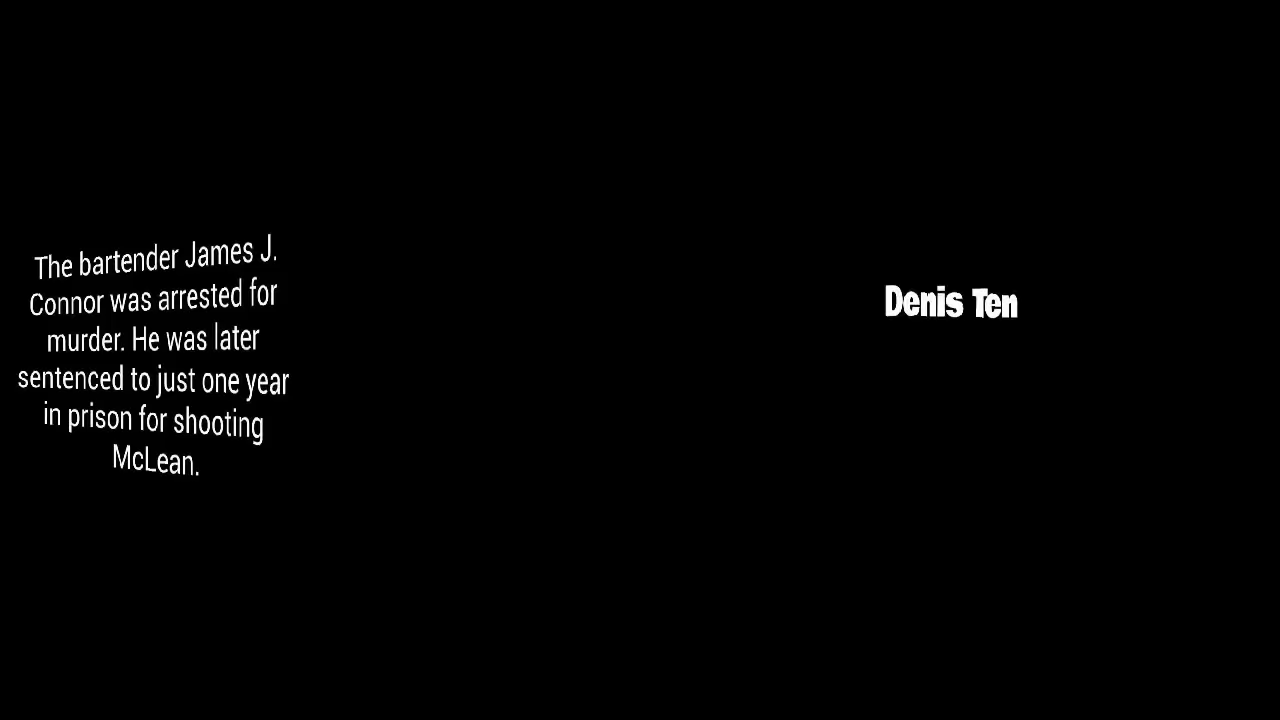 The bartender James J.
Connor was arrested for
murder. He was later
sentenced to just one year
in prison for shooting
McLean.
Denis Ten